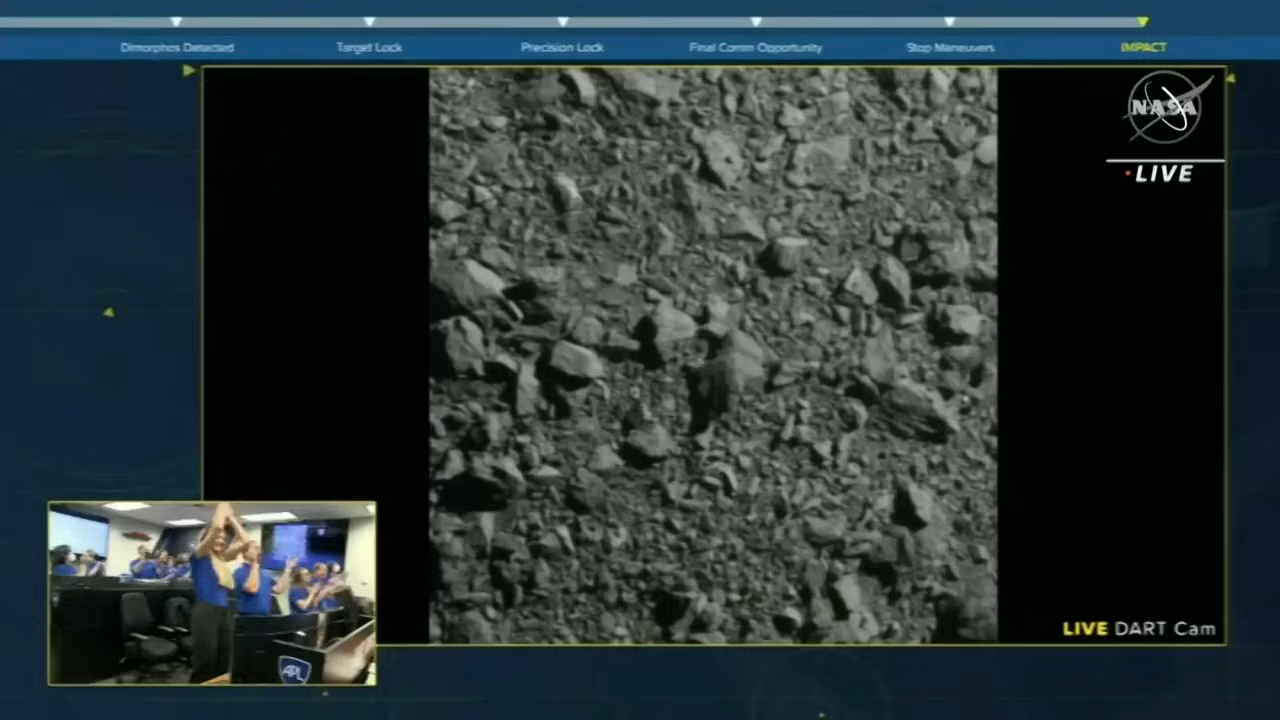 Dimorphos Detected
Target Lock
Precision Lock
Final Comm Opportunity
Stop Maneuvers
IMPACT
NASA
LIVE
LIVE DART Cam
APL